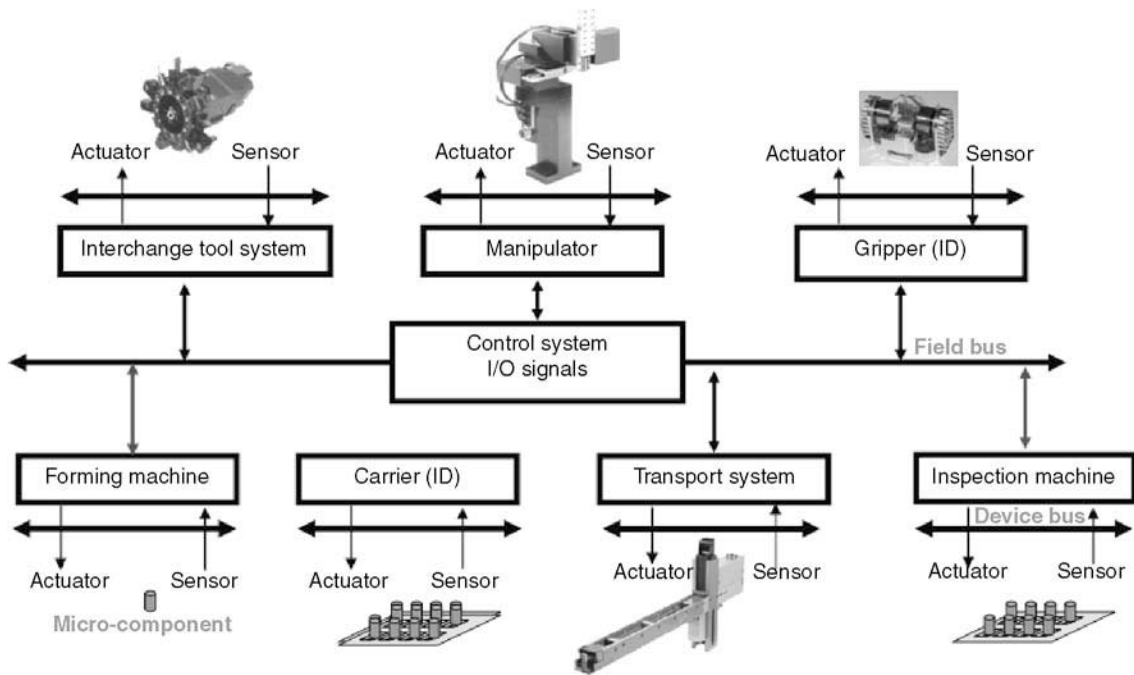 Actuator Sensor
Actuator Sensor
Actuator Sensor
Interchange tool system
Manipulator
Gripper (ID)
Control system
I/O signals
Field bus
Forming machine
Carrier (ID)
Transport system
Inspection machine
Device bus
Actuator Sensor
Actuator Sensor
Actuator Sensor
Actuator Sensor
Micro-component